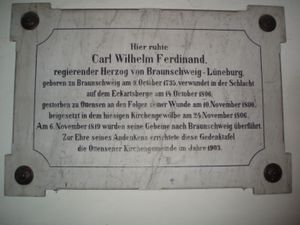 Hier ruhte
Carl Wilhelm Ferdinand,
regierender Herzog von Braunschweig-Lüneburg,
geboren zu Braunschweig am 9. October 1735, verwundet in der Schlacht
auf dem Eckartsberge am 14. October 1806,
gestorben zu Ottensen an den Folgen seiner Wunde am 10. November 1806,
beigesetzt in dem hiesigen Kirchengewölbe am 24. November 1806.
Am 6. November 1819 wurden seine Gebeine nach Braunschweig überführt.
Zur Ehre seines Andenkens errichtete diese Gedenktafel
die Ottensener Kirchengemeinde im Jahre 1903.